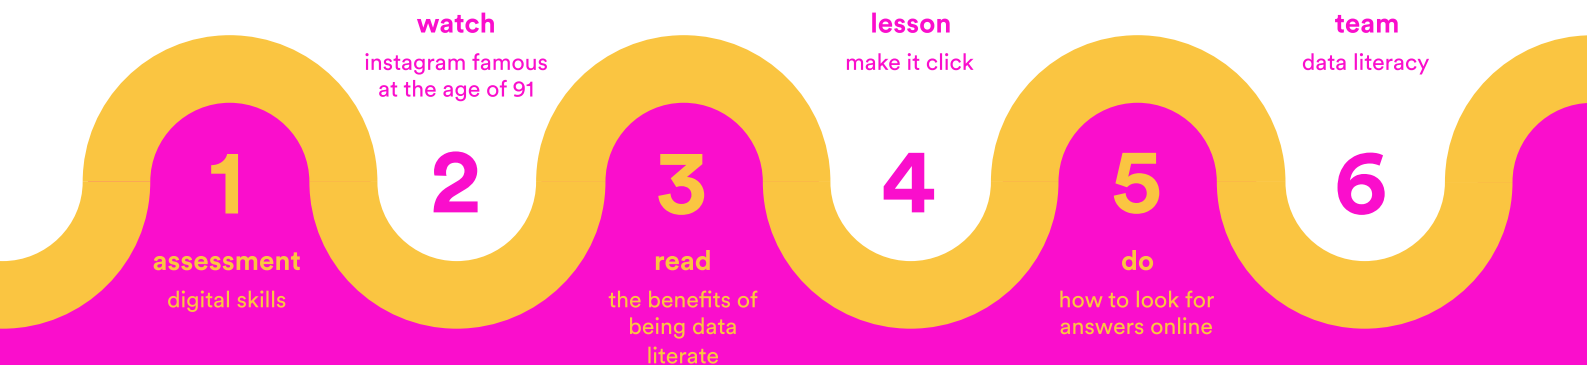 1
assessment
digital skills
watch
instagram famous
at the age of 91
2
3
read
the benefits of
being data
literate
lesson
make it click
4
5
do
how to look for
answers online
team
data literacy
6